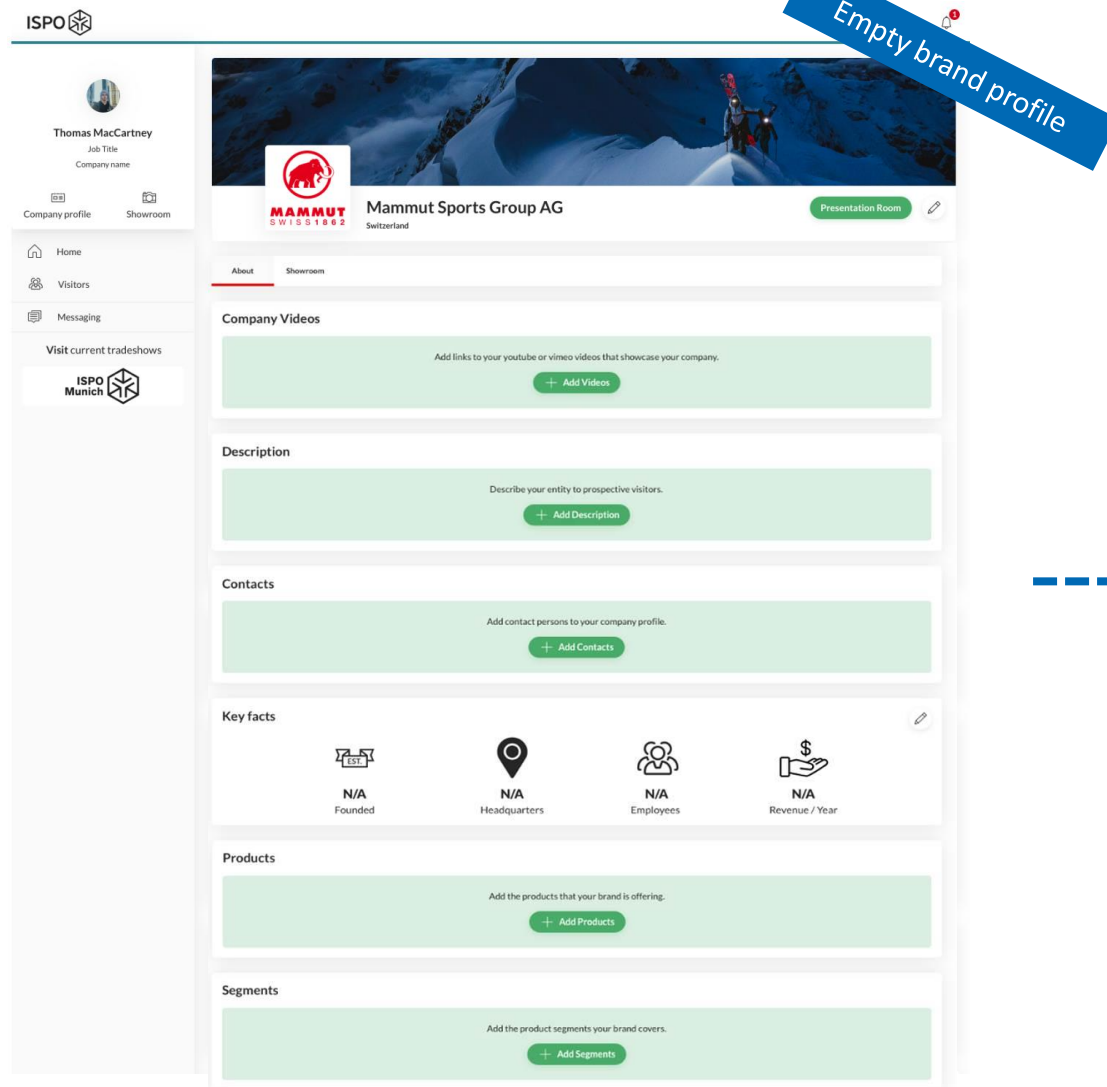 ISPO
1
Empty brand profile
Thomas MacCartney
Job Title
Company name
Company profile
Showroom
Home
Visitors
Messaging
Visit current tradeshows
ISPO
Munich
MAMMUT
SWISS 1862
Mammut Sports Group AG
Switzerland
Presentation Room
About
Showroom
Company Videos
Add links to your youtube or vimeo videos that showcase your company.
Add Videos
Description
Describe your entity to prospective visitors.
Add Description
Contacts
Add contact persons to your company profile.
Add Contacts
Key facts
EST.
$
N/A
Founded
N/A
Headquarters
N/A
Employees
N/A
Revenue / Year
Products
Add the products that your brand is offering.
Add Products
Segments
Add the product segments your brand covers.
Add Segments